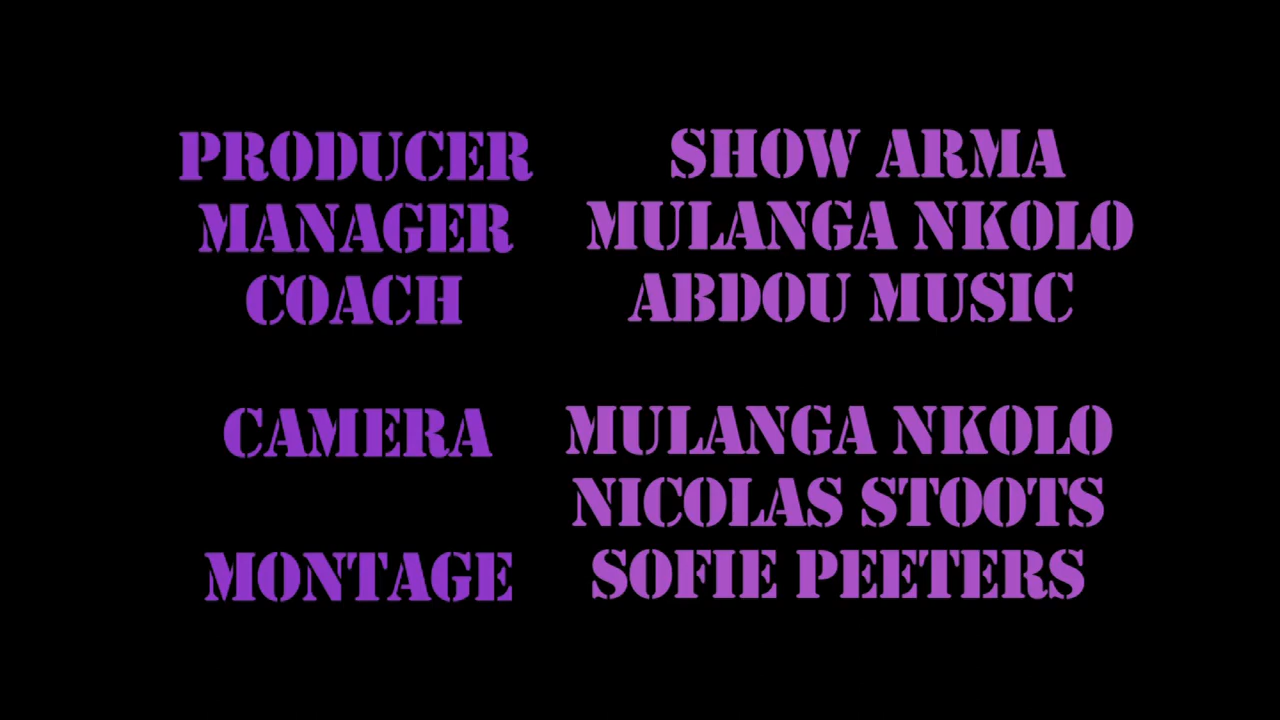 PRODUCER SHOW ARMA
MANAGER MULANGA NKOLO
COACH ABDOU MUSIC
CAMERA MULANGA NKOLO
NICOLAS STOOTS
MONTAGE SOFIE PEETERS